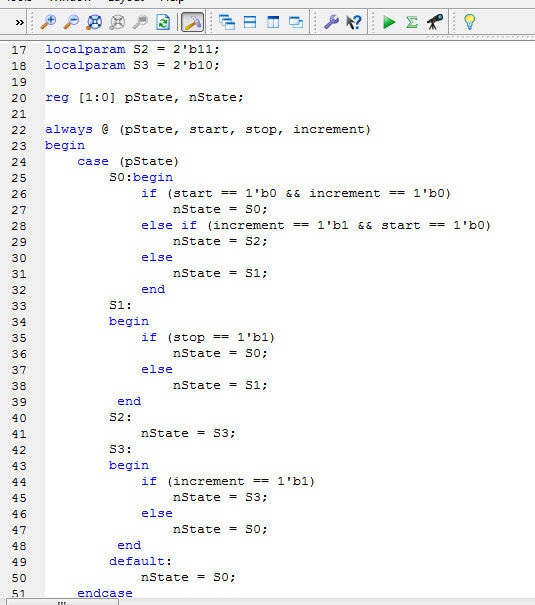 »
17 localparam S2 = 2'b11;
18 localparam S3 = 2'b10;
19
20 reg [1:0] pState, nState;
21
22 always @ (pState, start, stop, increment)
23 begin
24     case (pState)
25         S0:begin
26             if (start == 1'b0 && increment == 1'b0)
27                 nState = S0;
28             else if (increment == 1'b1 && start == 1'b0)
29                 nState = S2;
30             else
31                 nState = S1;
32             end
33         S1:
34         begin
35             if (stop == 1'b1)
36                 nState = S0;
37             else
38                 nState = S1;
39          end
40         S2:
41             nState = S3;
42         S3:
43         begin
44             if (increment == 1'b1)
45                 nState = S3;
46             else
47                 nState = S0;
48          end
49         default:
50             nState = S0;
51     endcase